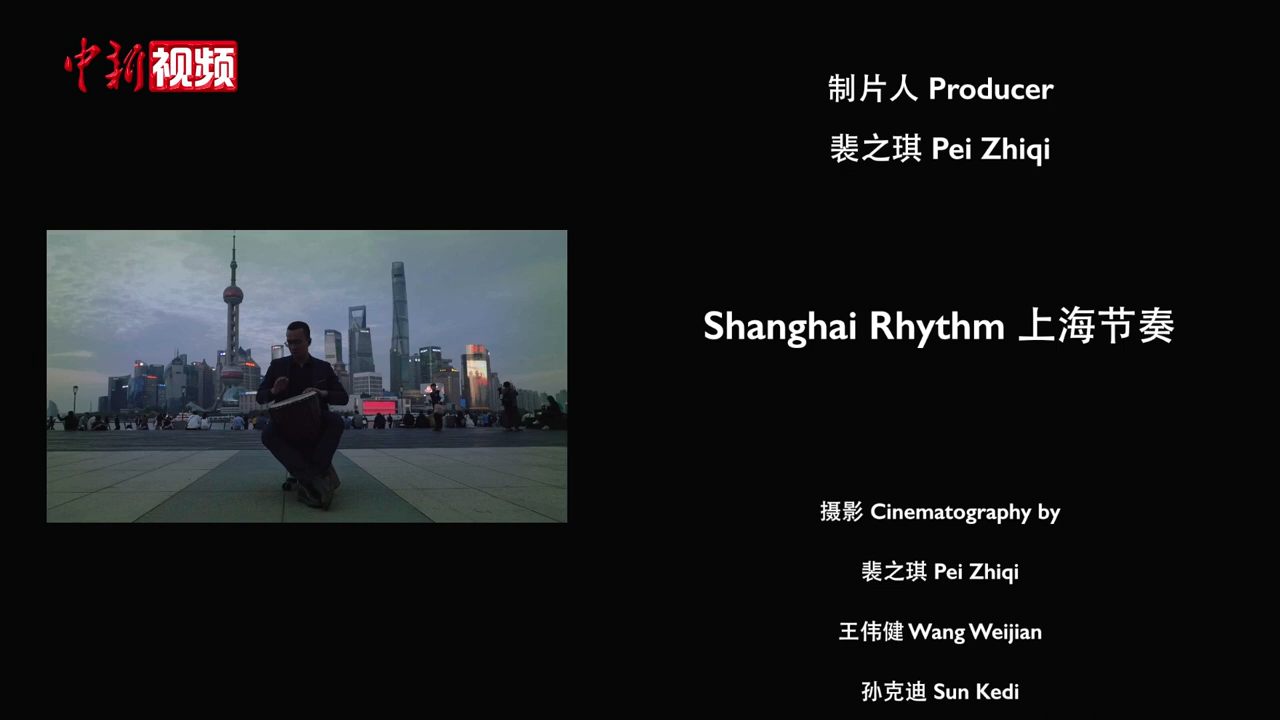 中新视频
制片人 Producer
裴之琪 Pei Zhiqi
Shanghai Rhythm 上海节奏
摄影 Cinematography by
裴之琪 Pei Zhiqi
王伟健 Wang Weijian
孙克迪 Sun Kedi